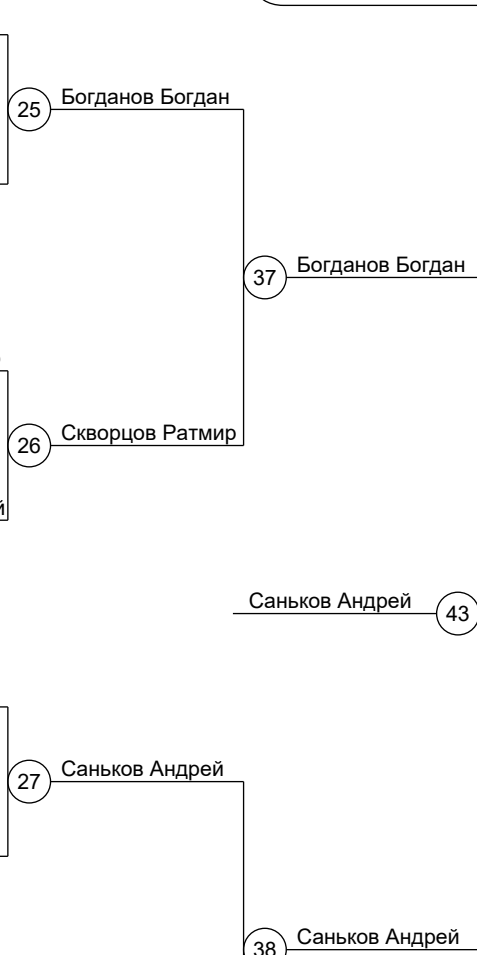 25 Богданов Богдан
37 Богданов Богдан
26 Скворцов Ратмир
й
Саньков Андрей 43
27 Саньков Андрей
38 Саньков Андрей